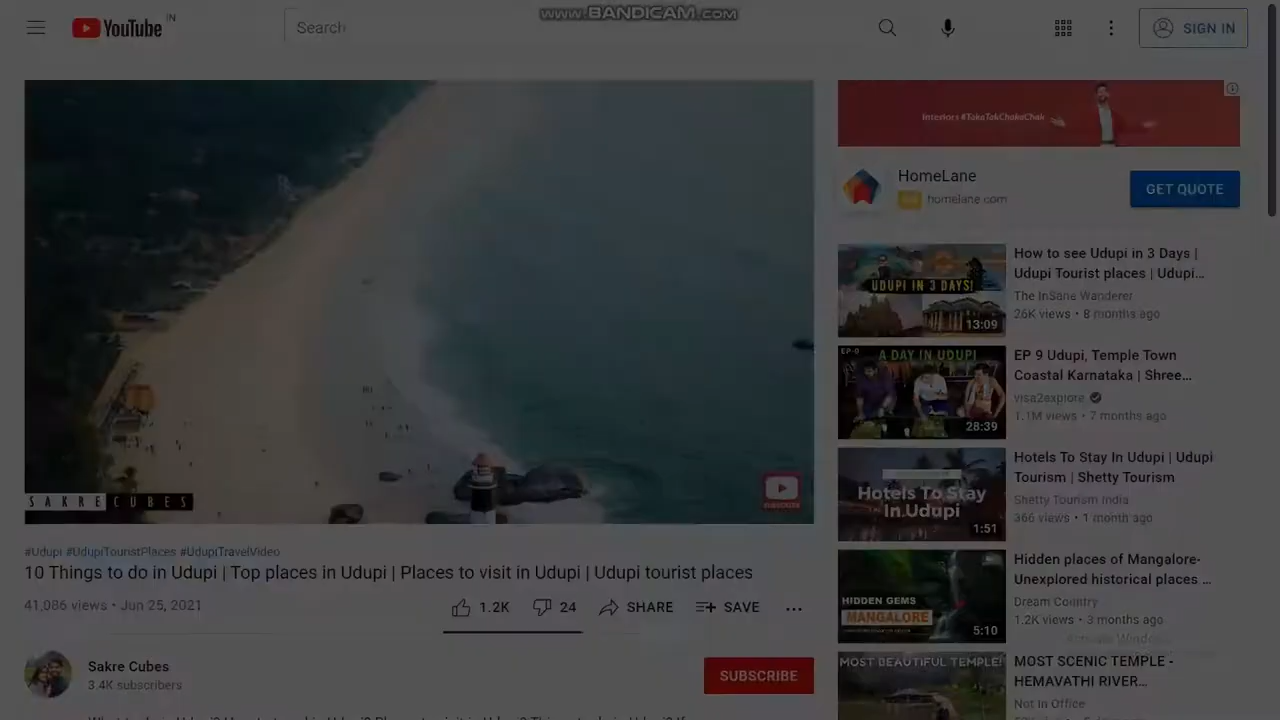 www.BANDICAM.com
YouTube IN
Search
SIGN IN
Interiors #TakaTakChakaChak
HomeLane
homelane.com
GET QUOTE
SAKRE CUBES
SUBSCRIBE
#Udupi #UdupiTouristPlaces #UdupiTravelVideo
10 Things to do in Udupi | Top places in Udupi | Places to visit in Udupi | Udupi tourist places
41,086 views • Jun 25, 2021
1.2K
24
SHARE
SAVE
Sakre Cubes
3.4K subscribers
SUBSCRIBE
UDUPI IN 3 DAYS!
13:09
How to see Udupi in 3 Days |
Udupi Tourist places | Udupi...
The InSane Wanderer
26K views • 8 months ago
EP-9
A DAY IN UDUPI
28:39
EP 9 Udupi, Temple Town
Coastal Karnataka | Shree...
visa2explore
1.1M views • 7 months ago
Hotels To Stay
In Udupi
1:51
Hotels To Stay In Udupi | Udupi
Tourism | Shetty Tourism
Shetty Tourism India
366 views • 1 month ago
HIDDEN GEMS
MANGALORE
5:10
Hidden places of Mangalore-
Unexplored historical places ...
Dream Country
1.2K views • 3 months ago
Activate Windows
MOST BEAUTIFUL TEMPLE!
MOST SCENIC TEMPLE -
HEMAVATHI RIVER...
Not In Office